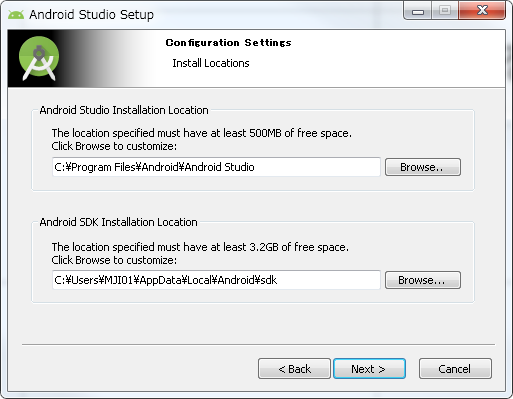 Android Studio Setup
Configuration Settings
Install Locations
Android Studio Installation Location
The location specified must have at least 500MB of free space.
Click Browse to customize:
C:¥Program Files¥Android¥Android Studio
Browse..
Android SDK Installation Location
The location specified must have at least 3.2GB of free space.
Click Browse to customize:
C:¥Users¥MJI01¥AppData¥Local¥Android¥sdk
Browse...
< Back
Next >
Cancel